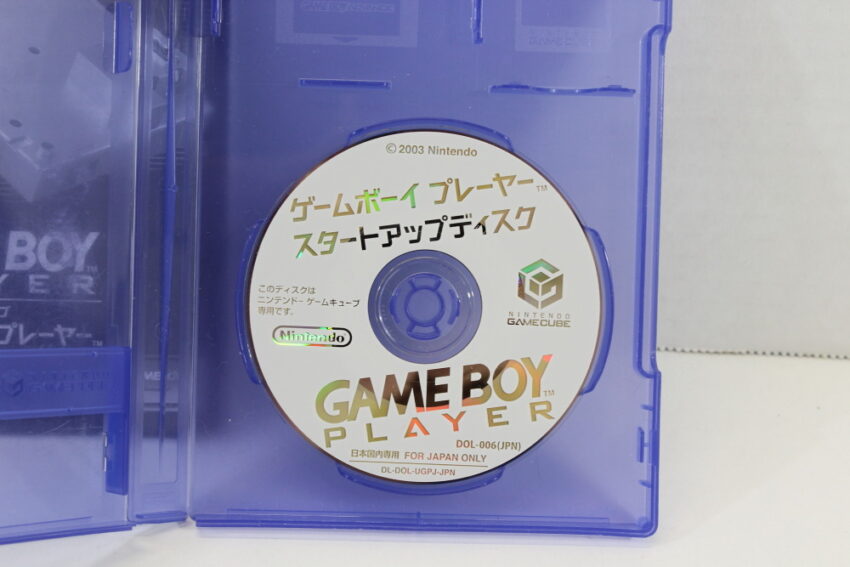 GAME BOY ADVANCE
© 2003 Nintendo
ゲームボーイ プレーヤー™
スタートアップディスク
このディスクは
ニンテンドーゲームキューブ
専用です。
Nintendo
NINTENDO
GAMECUBE
GAME BOY™
PLAYER
DOL-006(JPN)
日本国内専用 FOR JAPAN ONLY
DL-DOL-UGPJ-JPN
BOY™
YER
プレーヤー™